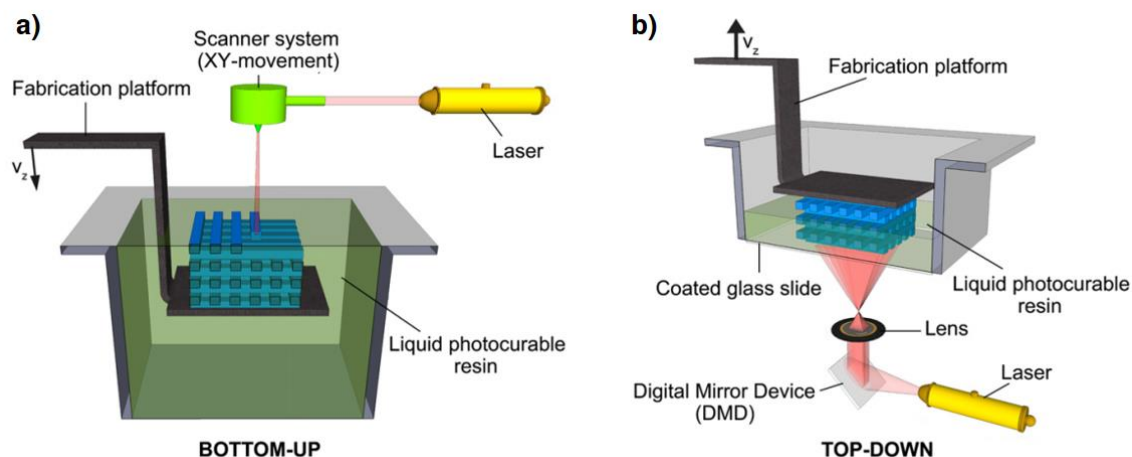 a)
Scanner system
(XY-movement)
Fabrication platform
Laser
v_z
Liquid photocurable
resin
BOTTOM-UP
b)
v_z
Fabrication platform
Coated glass slide
Liquid photocurable
resin
Lens
Laser
Digital Mirror Device
(DMD)
TOP-DOWN